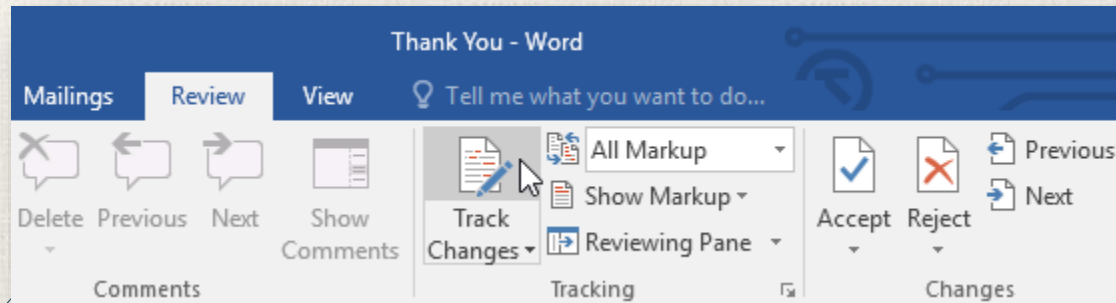 Thank You - Word
Mailings Review View Tell me what you want to do...
Delete Previous Next Show Comments
Comments
Track Changes
All Markup
Show Markup
Reviewing Pane
Tracking
Accept Reject
Previous
Next
Changes